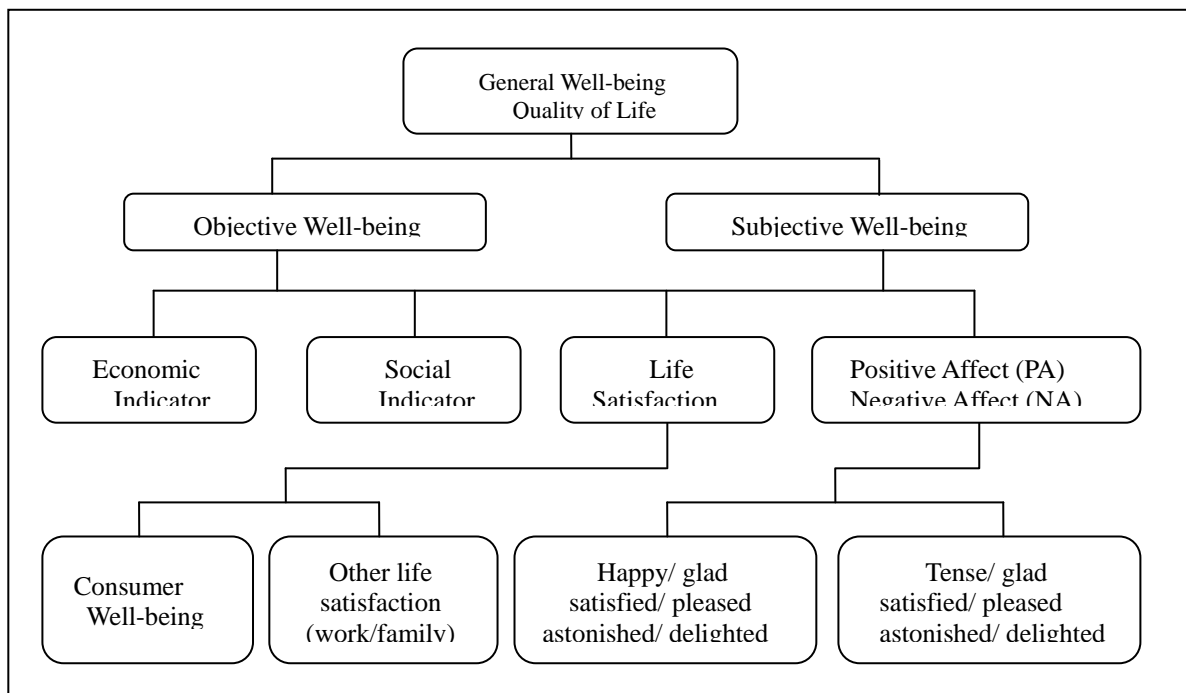 General Well-being
Quality of Life
Objective Well-being
Subjective Well-being
Economic
Indicator
Social
Indicator
Life
Satisfaction
Positive Affect (PA)
Negative Affect (NA)
Consumer
Well-being
Other life
satisfaction
(work/family)
Happy/ glad
satisfied/ pleased
astonished/ delighted
Tense/ glad
satisfied/ pleased
astonished/ delighted